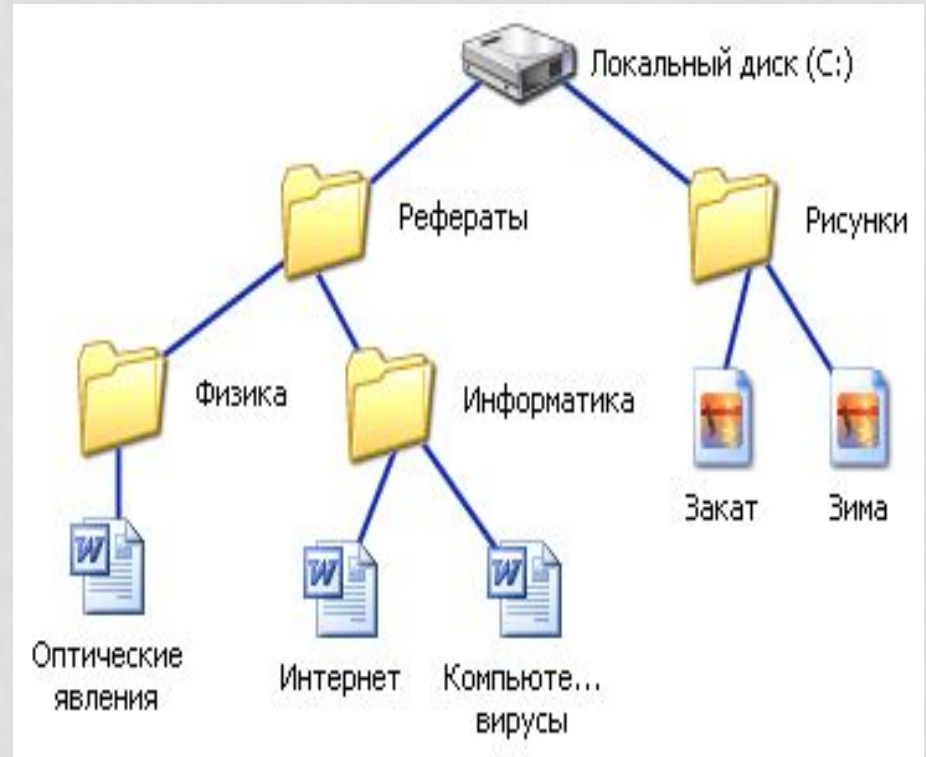 Локальный диск (C:)
Рефераты
Рисунки
Физика
Информатика
Закат
Зима
Оптические
явления
Интернет
Компьюте...
вирусы